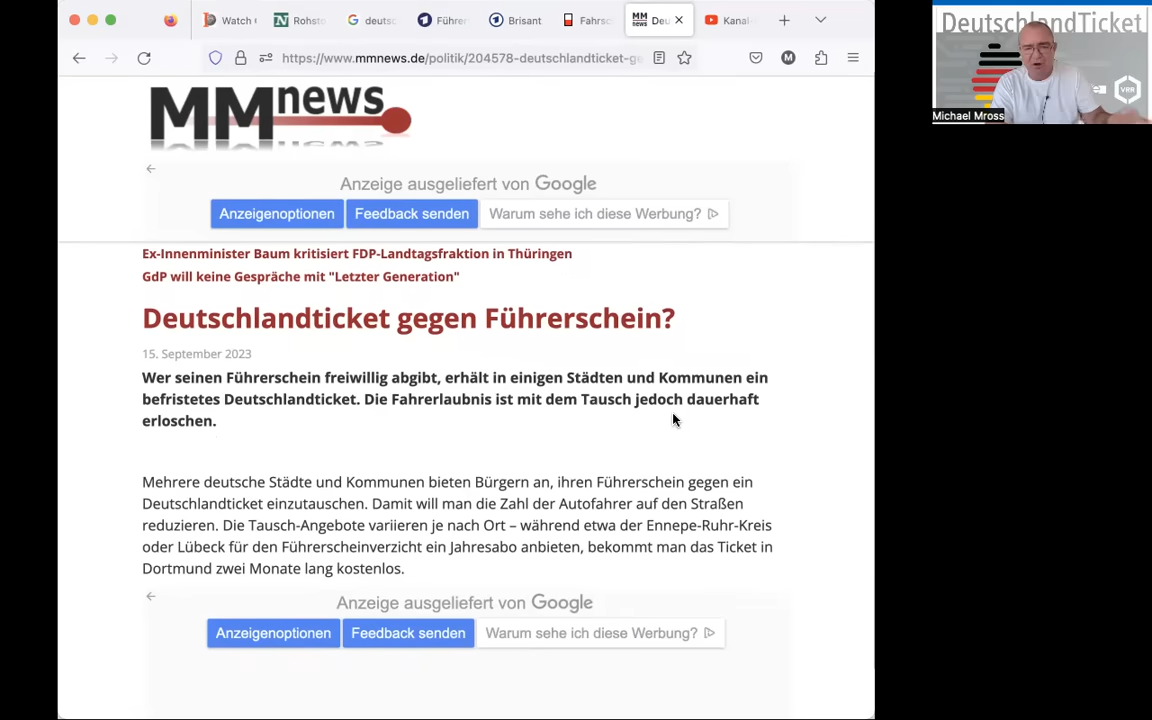 Watch
Rohsto
deutsc
Führer
Brisant
Fahrsc
Deu
Kanal-
https://www.mmnews.de/politik/204578-deutschlandticket-ge
M
MMnews
Anzeige ausgeliefert von Google
Anzeigenoptionen Feedback senden Warum sehe ich diese Werbung?
Ex-Innenminister Baum kritisiert FDP-Landtagsfraktion in Thüringen
GdP will keine Gespräche mit "Letzter Generation"
Deutschlandticket gegen Führerschein?
15. September 2023
Wer seinen Führerschein freiwillig abgibt, erhält in einigen Städten und Kommunen ein
befristetes Deutschlandticket. Die Fahrerlaubnis ist mit dem Tausch jedoch dauerhaft
erloschen.
Mehrere deutsche Städte und Kommunen bieten Bürgern an, ihren Führerschein gegen ein
Deutschlandticket einzutauschen. Damit will man die Zahl der Autofahrer auf den Straßen
reduzieren. Die Tausch-Angebote variieren je nach Ort – während etwa der Ennepe-Ruhr-Kreis
oder Lübeck für den Führerscheinverzicht ein Jahresabo anbieten, bekommt man das Ticket in
Dortmund zwei Monate lang kostenlos.
Anzeige ausgeliefert von Google
Anzeigenoptionen Feedback senden Warum sehe ich diese Werbung?
DeutschlandTicket
VRR
Michael Mross